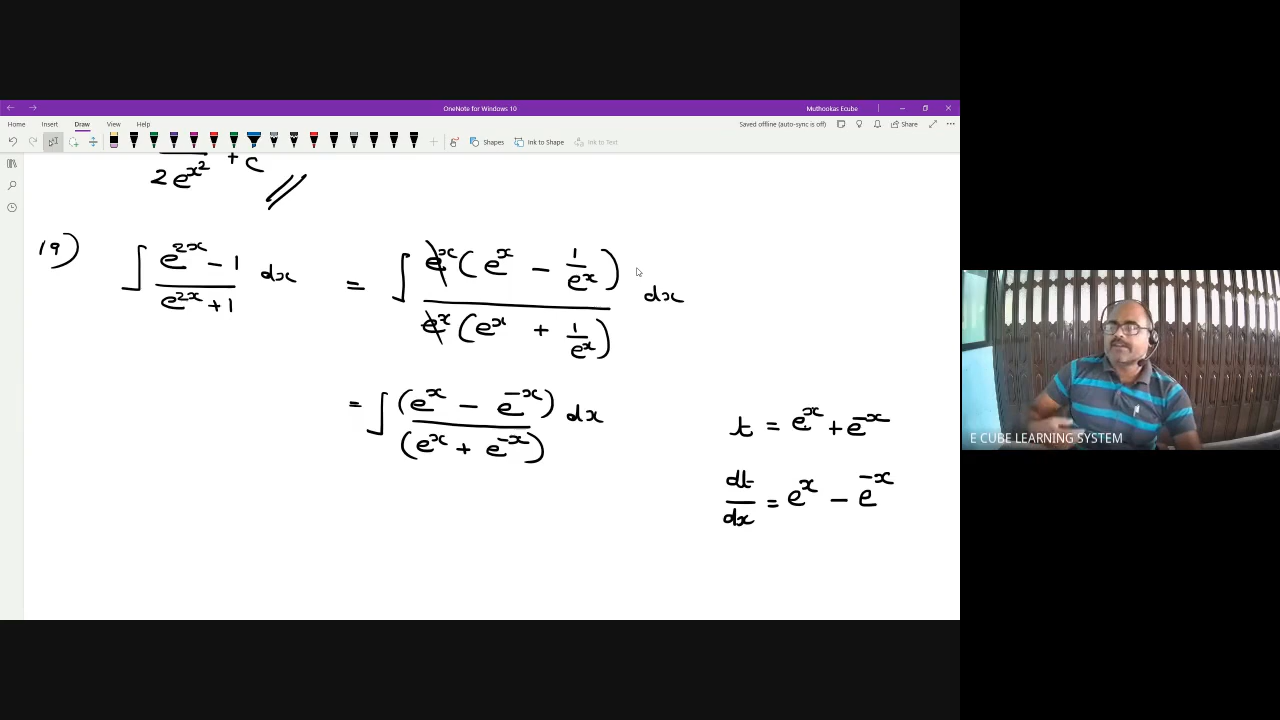 OneNote for Windows 10
Muthookas Ecube
Home Insert Draw View Help
Saved offline (auto-sync is off) Share
Shapes Ink to Shape Ink to Text
2e^{x^2} + C
19) ∫ (e^{2x} - 1)/(e^{2x} + 1) dx = ∫ e^x(e^x - 1/e^x)/e^x(e^x + 1/e^x) dx
= ∫ (e^x - e^{-x})/(e^x + e^{-x}) dx
t = e^x + e^{-x}
dt/dx = e^x - e^{-x}
E CUBE LEARNING SYSTEM